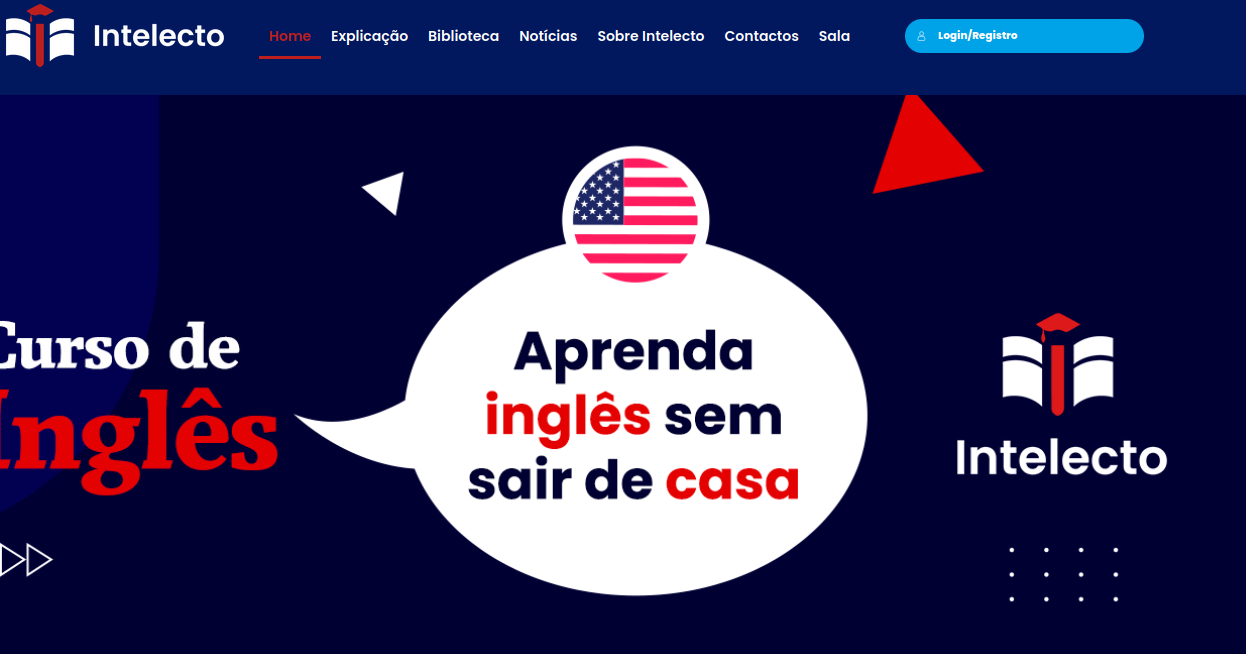 Intelecto
Home Explicação Biblioteca Notícias Sobre Intelecto Contactos Sala
Login/Registro
Curso de
Inglês
Aprenda
inglês sem
sair de casa
Intelecto